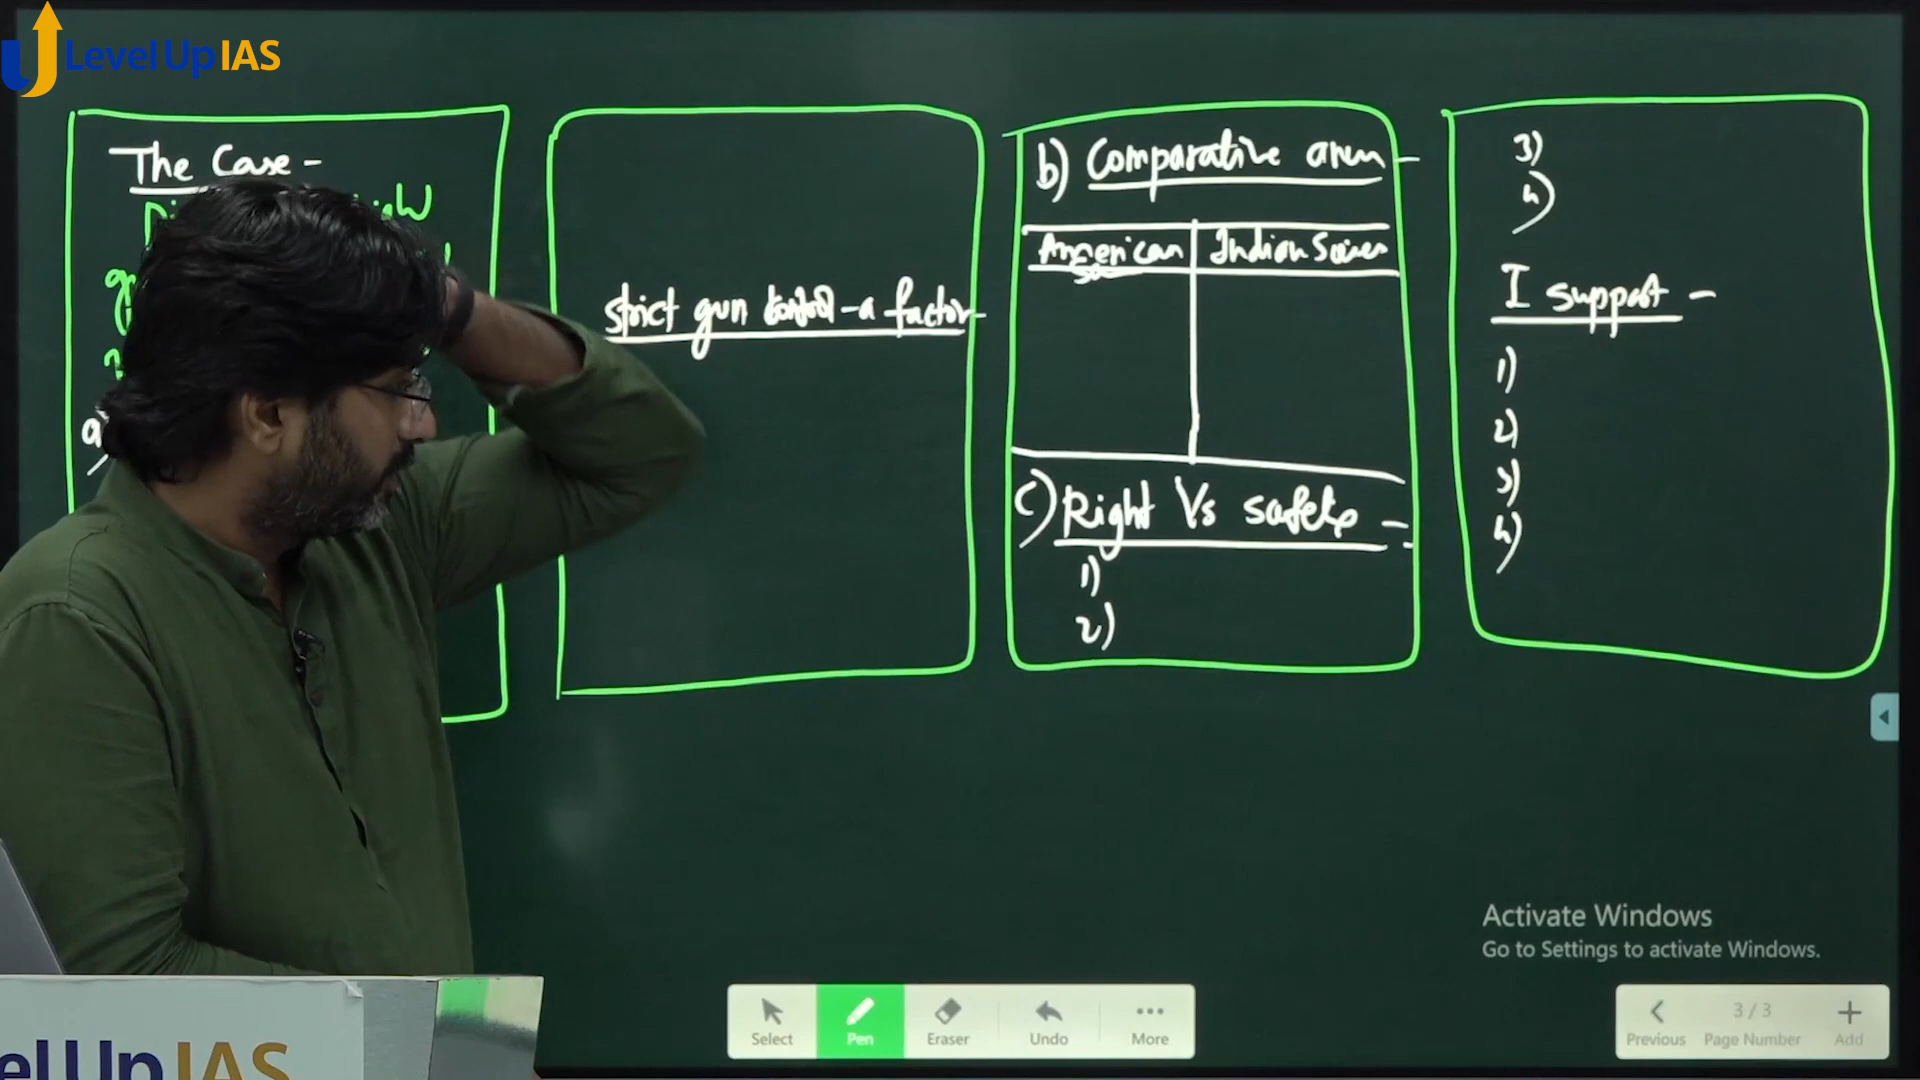 Level Up IAS
The Case -
a)
strict gun control - a factor -
b) Comparative anen -
American
Indian Soicen
c) Right Vs safety -
1)
2)
3)
4)
I support -
1)
2)
3)
4)
Activate Windows
Go to Settings to activate Windows.
Select
Pen
Eraser
Undo
More
Previous
3 / 3
Page Number
Add
el Up IAS